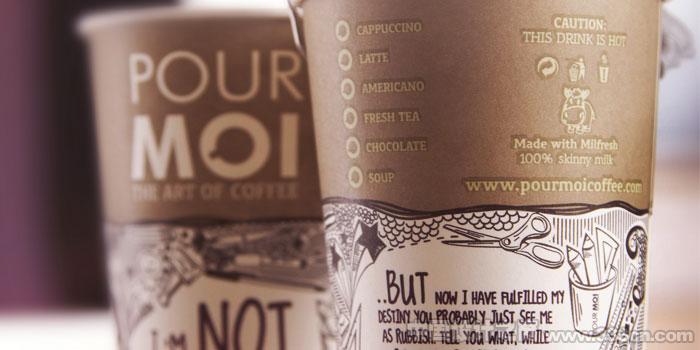 POUR
MOI
THE ART OF COFFEE
I'M NOT
CAPPUCCINO
LATTE
AMERICANO
FRESH TEA
CHOCOLATE
SOUP
CAUTION:
THIS DRINK IS HOT
Made with Milfresh
100% skinny milk
www.pourmoicoffee.com
..BUT NOW I HAVE FULFILLED MY
DESTINY YOU PROBABLY JUST SEE ME
AS RUBBISH. TELL YOU WHAT, WHILE
POUR MOI